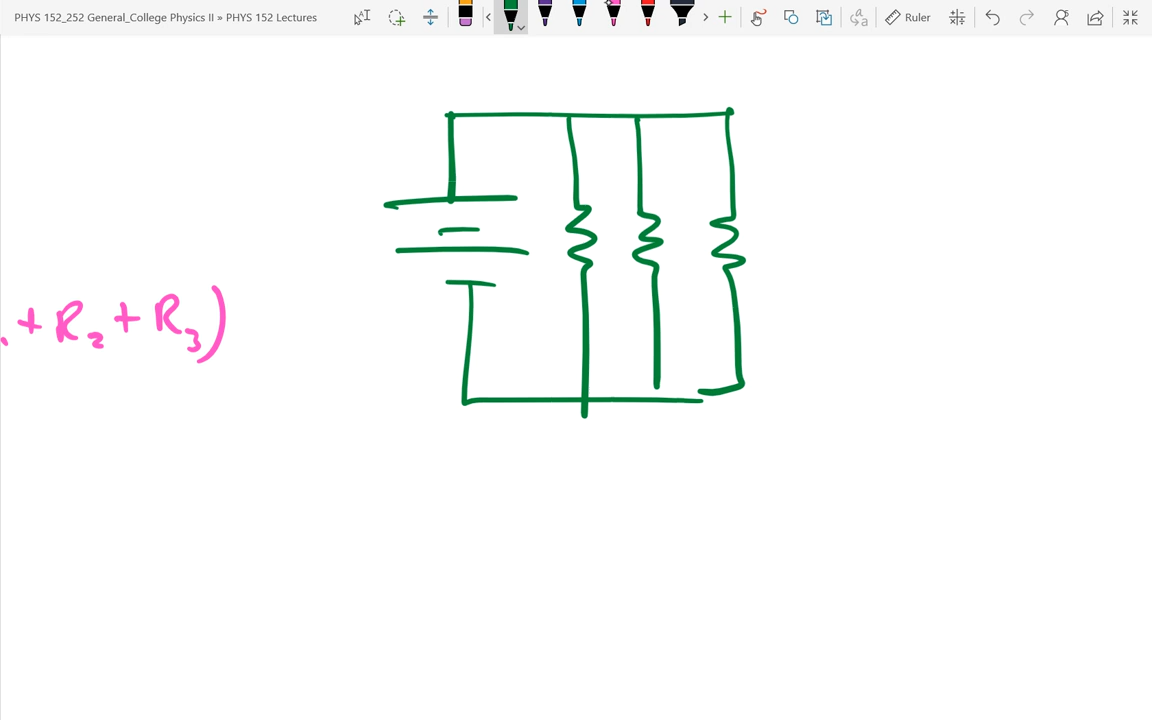 PHYS 152_252 General_College Physics II » PHYS 152 Lectures
Ruler
+ R₂ + R₃)